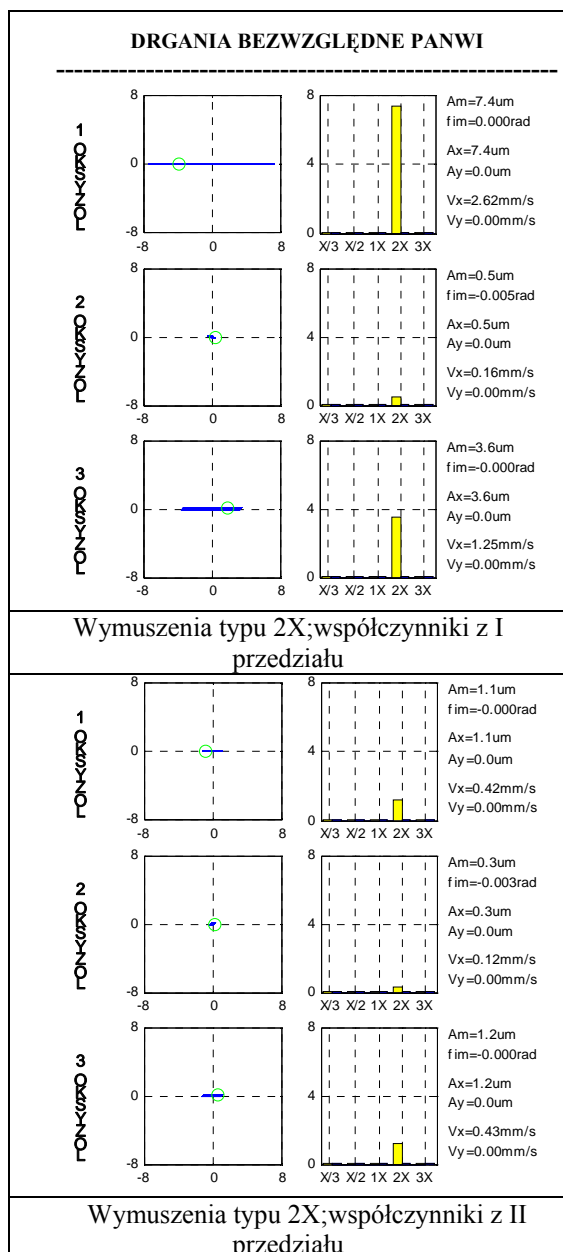 DRGANIA BEZWZGLĘDNE PANWI
ŁOZYSKO 1
8
0
-8
-8 0 8
8
4
0
X/3 X/2 1X 2X 3X
Am=7.4um
fim=0.000rad
Ax=7.4um
Ay=0.0um
Vx=2.62mm/s
Vy=0.00mm/s
LOZYSKO 2
8
0
-8
-8 0 8
8
4
0
X/3 X/2 1X 2X 3X
Am=0.5um
fim=-0.005rad
Ax=0.5um
Ay=0.0um
Vx=0.16mm/s
Vy=0.00mm/s
LOZYSKO 3
8
0
-8
-8 0 8
8
4
0
X/3 X/2 1X 2X 3X
Am=3.6um
fim=-0.000rad
Ax=3.6um
Ay=0.0um
Vx=1.25mm/s
Vy=0.00mm/s
Wymuszenia typu 2X;współczynniki z I
przedziału
LOZYSKO 1
8
0
-8
-8 0 8
8
4
0
X/3 X/2 1X 2X 3X
Am=1.1um
fim=-0.000rad
Ax=1.1um
Ay=0.0um
Vx=0.42mm/s
Vy=0.00mm/s
LOZYSKO 2
8
0
-8
-8 0 8
8
4
0
X/3 X/2 1X 2X 3X
Am=0.3um
fim=-0.003rad
Ax=0.3um
Ay=0.0um
Vx=0.12mm/s
Vy=0.00mm/s
LOZYSKO 3
8
0
-8
-8 0 8
8
4
0
X/3 X/2 1X 2X 3X
Am=1.2um
fim=-0.000rad
Ax=1.2um
Ay=0.0um
Vx=0.43mm/s
Vy=0.00mm/s
Wymuszenia typu 2X;współczynniki z II
przedziału